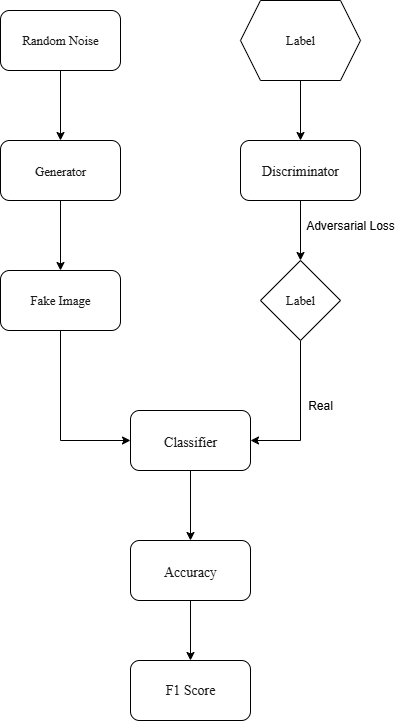 Random Noise
Label
Generator
Discriminator
Adversarial Loss
Fake Image
Label
Real
Classifier
Accuracy
F1 Score